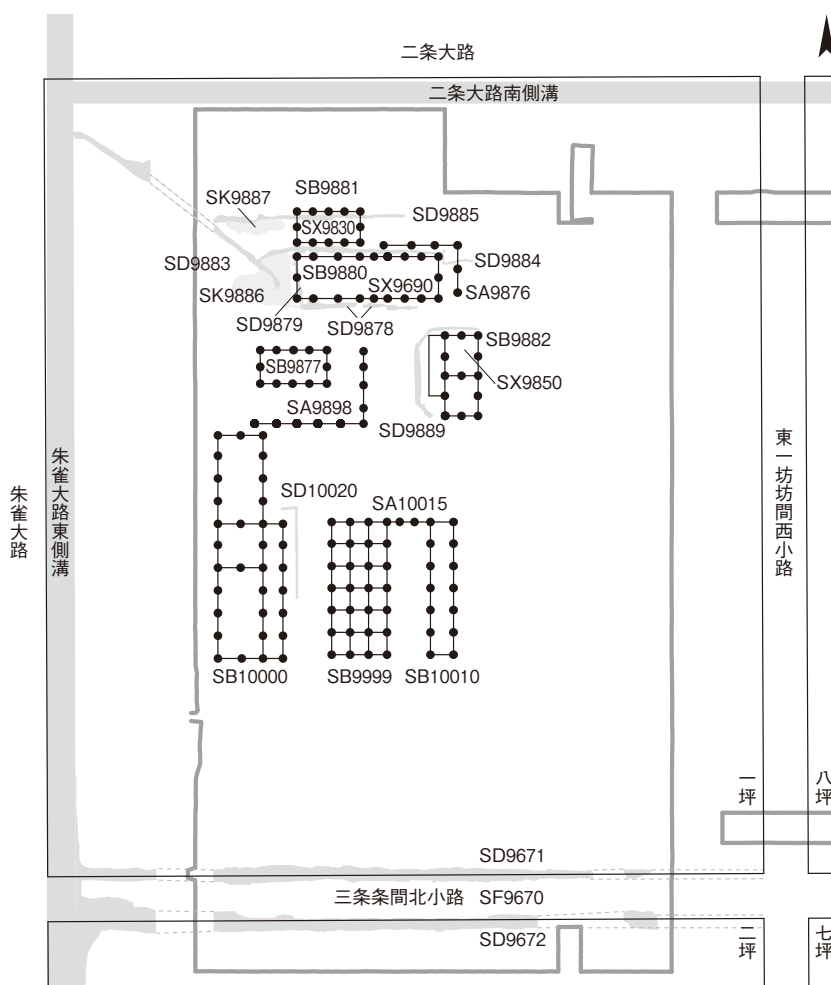 二条大路
二条大路南側溝
SK9887
SB9881
SX9830
SD9885
SD9883
SB9880
SD9884
SK9886
SX9690
SA9876
SD9879
SD9878
SB9882
SB9877
SX9850
SA9898
SD9889
朱雀大路
朱雀大路東側溝
東一坊坊間西小路
SD10020
SA10015
SB10000
SB9999
SB10010
一坪
八坪
SD9671
三条条間北小路
SF9670
SD9672
二坪
七坪